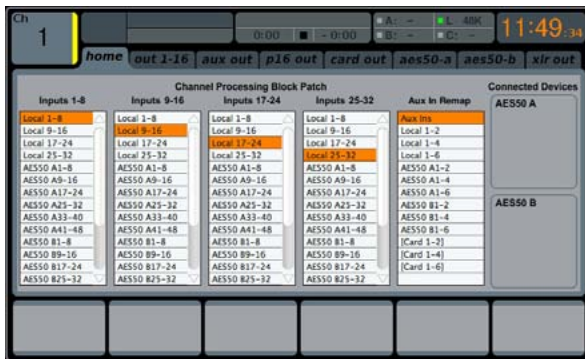 Ch
1
0:00 - 0:00
A: - L 48K
B: - C: -
11:49:34
home out 1-16 aux out p16 out card out aes50-a aes50-b xlr out
Channel Processing Block Patch
Connected Devices
Inputs 1-8 Inputs 9-16 Inputs 17-24 Inputs 25-32 Aux In Remap
AES50 A
Local 1-8 Local 1-8 Local 1-8 Local 1-8 Aux Ins
Local 9-16 Local 9-16 Local 9-16 Local 9-16 Local 1-2
Local 17-24 Local 17-24 Local 17-24 Local 17-24 Local 1-4
Local 25-32 Local 25-32 Local 25-32 Local 25-32 Local 1-6
AES50 A1-8 AES50 A1-8 AES50 A1-8 AES50 A1-8 AES50 A1-2
AES50 A9-16 AES50 A9-16 AES50 A9-16 AES50 A9-16 AES50 A1-4
AES50 A17-24 AES50 A17-24 AES50 A17-24 AES50 A17-24 AES50 A1-6
AES50 A25-32 AES50 A25-32 AES50 A25-32 AES50 A25-32 AES50 B1-2
AES50 B
AES50 A33-40 AES50 A33-40 AES50 A33-40 AES50 A33-40 AES50 B1-4
AES50 A41-48 AES50 A41-48 AES50 A41-48 AES50 A41-48 AES50 B1-6
AES50 B1-8 AES50 B1-8 AES50 B1-8 AES50 B1-8 [Card 1-2]
AES50 B9-16 AES50 B9-16 AES50 B9-16 AES50 B9-16 [Card 1-4]
AES50 B17-24 AES50 B17-24 AES50 B17-24 AES50 B17-24 [Card 1-6]
AES50 B25-32 AES50 B25-32 AES50 B25-32 AES50 B25-32